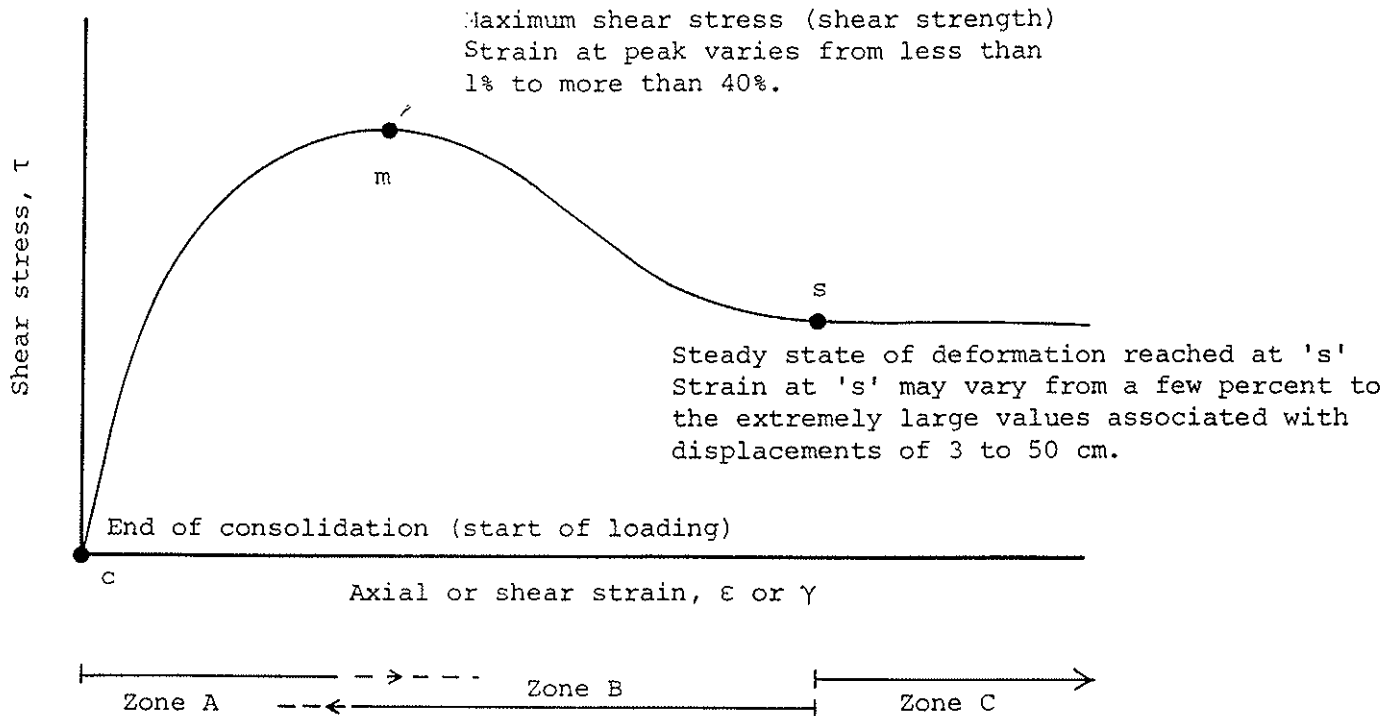 Maximum shear stress (shear strength)
Strain at peak varies from less than
1% to more than 40%.
m
s
Shear stress, τ
Steady state of deformation reached at 's'
Strain at 's' may vary from a few percent to
the extremely large values associated with
displacements of 3 to 50 cm.
End of consolidation (start of loading)
c
Axial or shear strain, ε or γ
Zone A
Zone B
Zone C